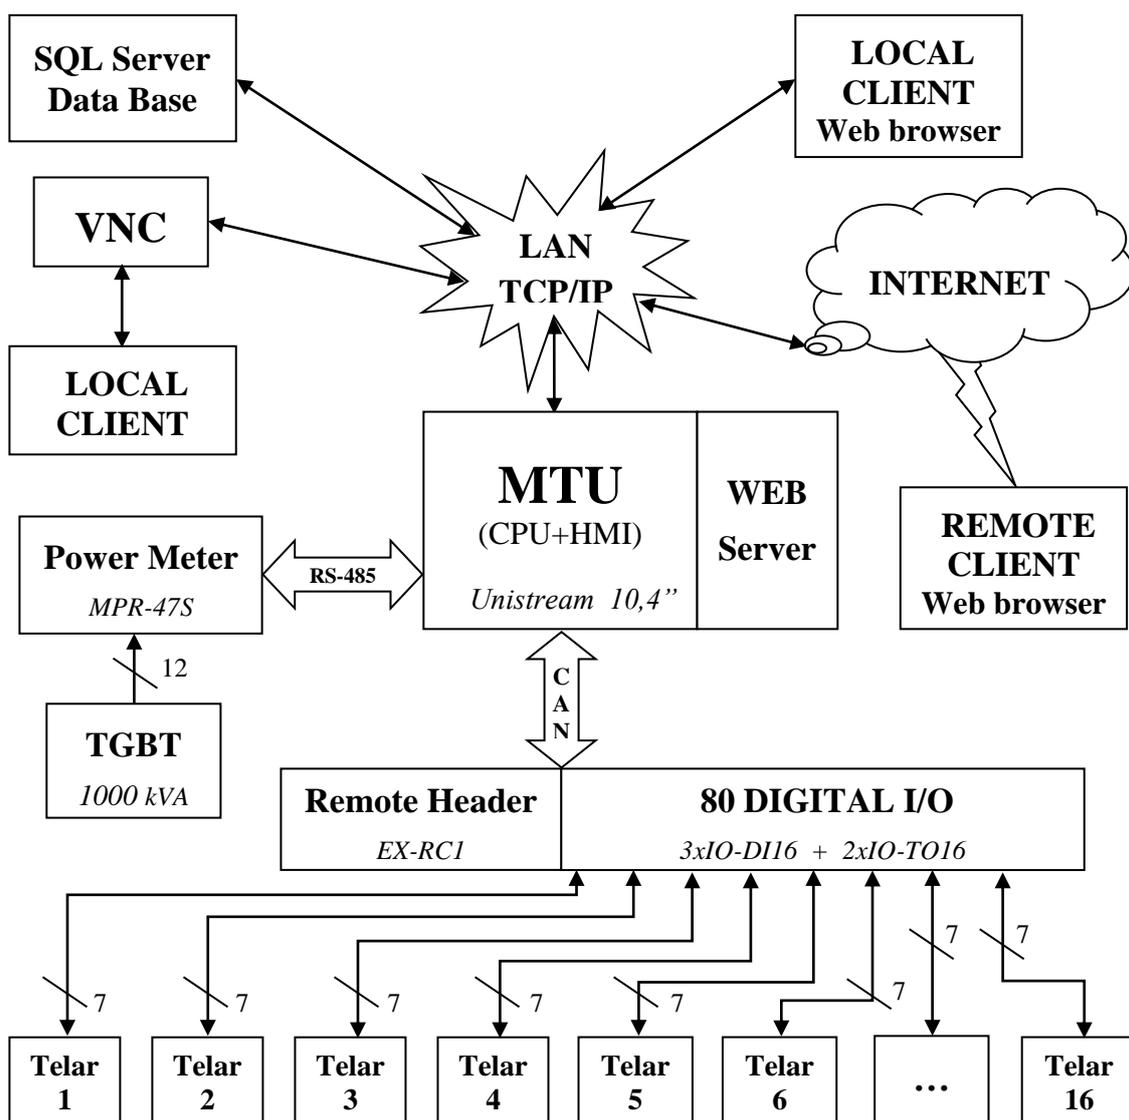 SQL Server
Data Base
LOCAL
CLIENT
Web browser
VNC
LAN
TCP/IP
INTERNET
LOCAL
CLIENT
MTU
(CPU+HMI)
Unistream 10,4”
WEB
Server
REMOTE
CLIENT
Web browser
Power Meter
MPR-47S
RS-485
12
TGBT
1000 kVA
C
A
N
Remote Header
EX-RC1
80 DIGITAL I/O
3xIO-DI16 + 2xIO-TO16
7
7
7
7
7
7
7
7
Telar
1
Telar
2
Telar
3
Telar
4
Telar
5
Telar
6
...
Telar
16